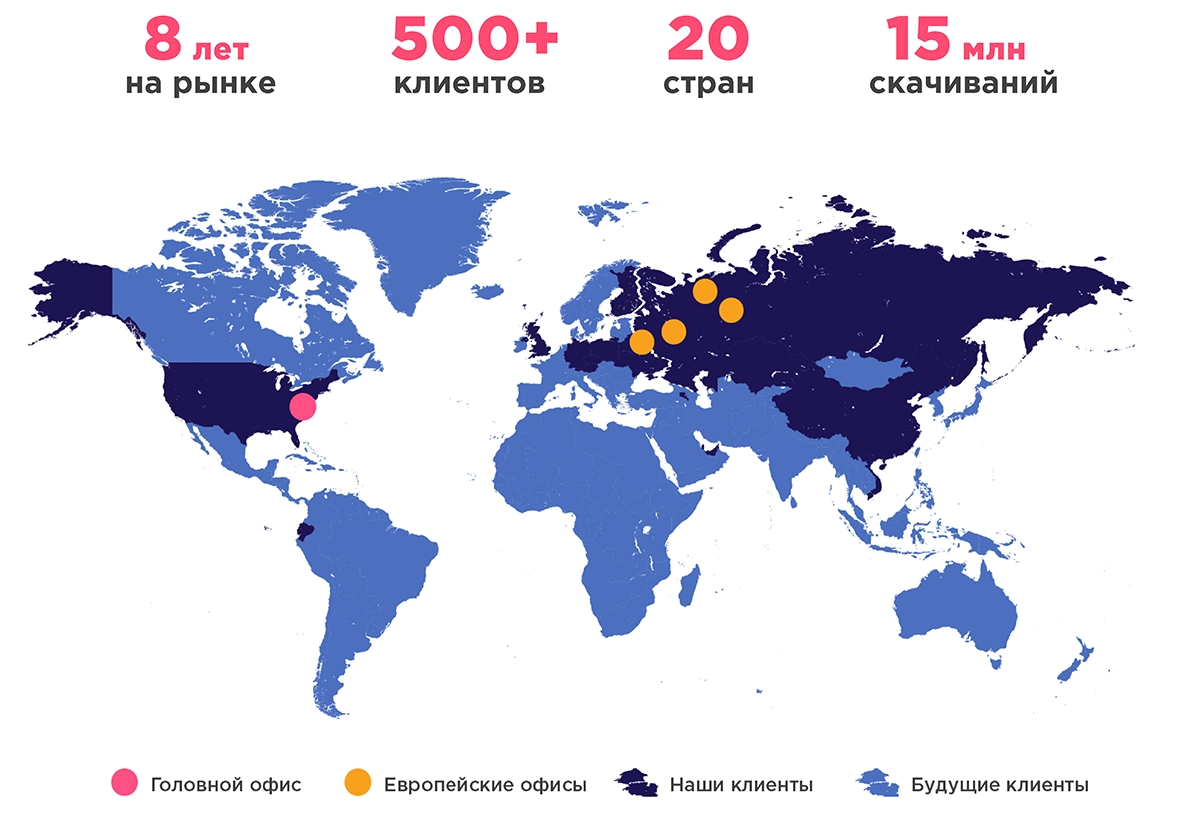 8 лет
на рынке
500+
клиентов
20
стран
15 млн
скачиваний
Головной офис
Европейские офисы
Наши клиенты
Будущие клиенты